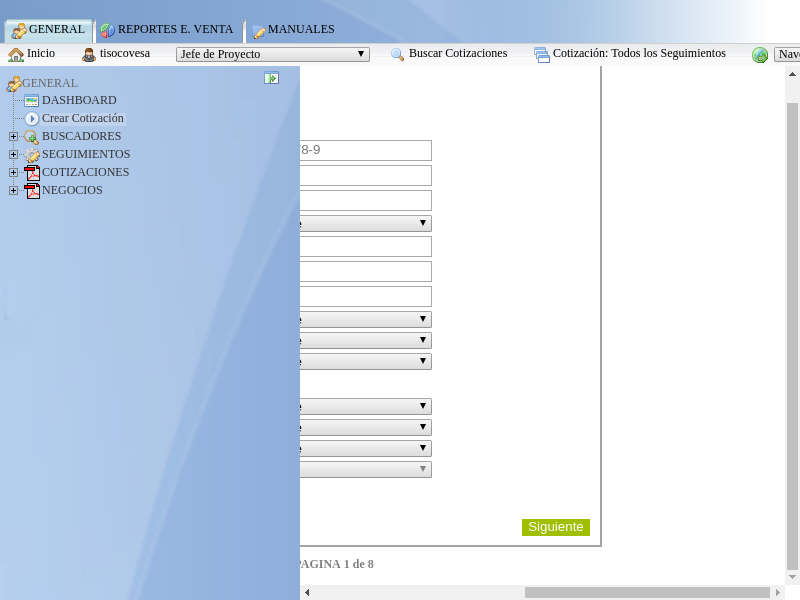 GENERAL REPORTES E. VENTA MANUALES
Inicio tisocovesa Jefe de Proyecto Buscar Cotizaciones Cotización: Todos los Seguimientos
GENERAL
DASHBOARD
Crear Cotización
BUSCADORES
SEGUIMIENTOS
COTIZACIONES
NEGOCIOS
8-9
Siguiente
PAGINA 1 de 8